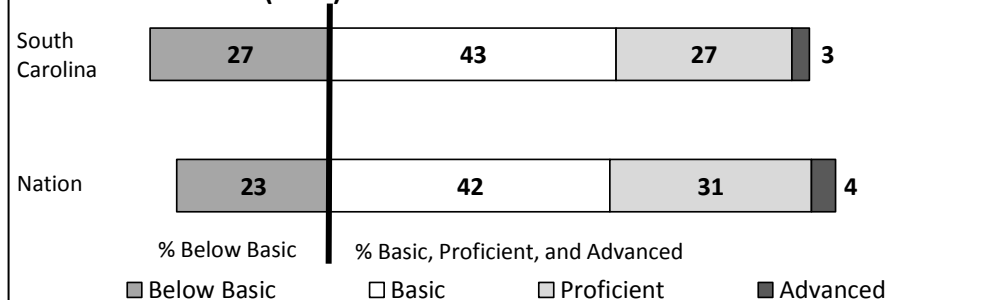 South
Carolina
27 43 27 3
Nation
23 42 31 4
% Below Basic % Basic, Proficient, and Advanced
Below Basic Basic Proficient Advanced